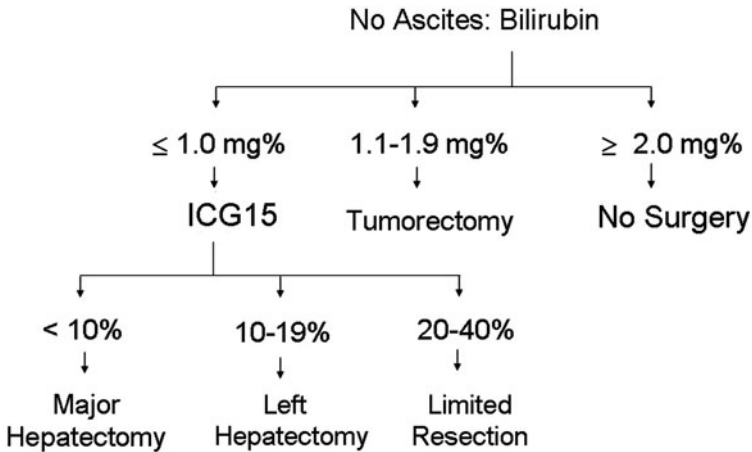 No Ascites: Bilirubin
≤ 1.0 mg%
1.1-1.9 mg%
≥ 2.0 mg%
ICG15
Tumorectomy
No Surgery
< 10%
10-19%
20-40%
Major
Hepatectomy
Left
Hepatectomy
Limited
Resection